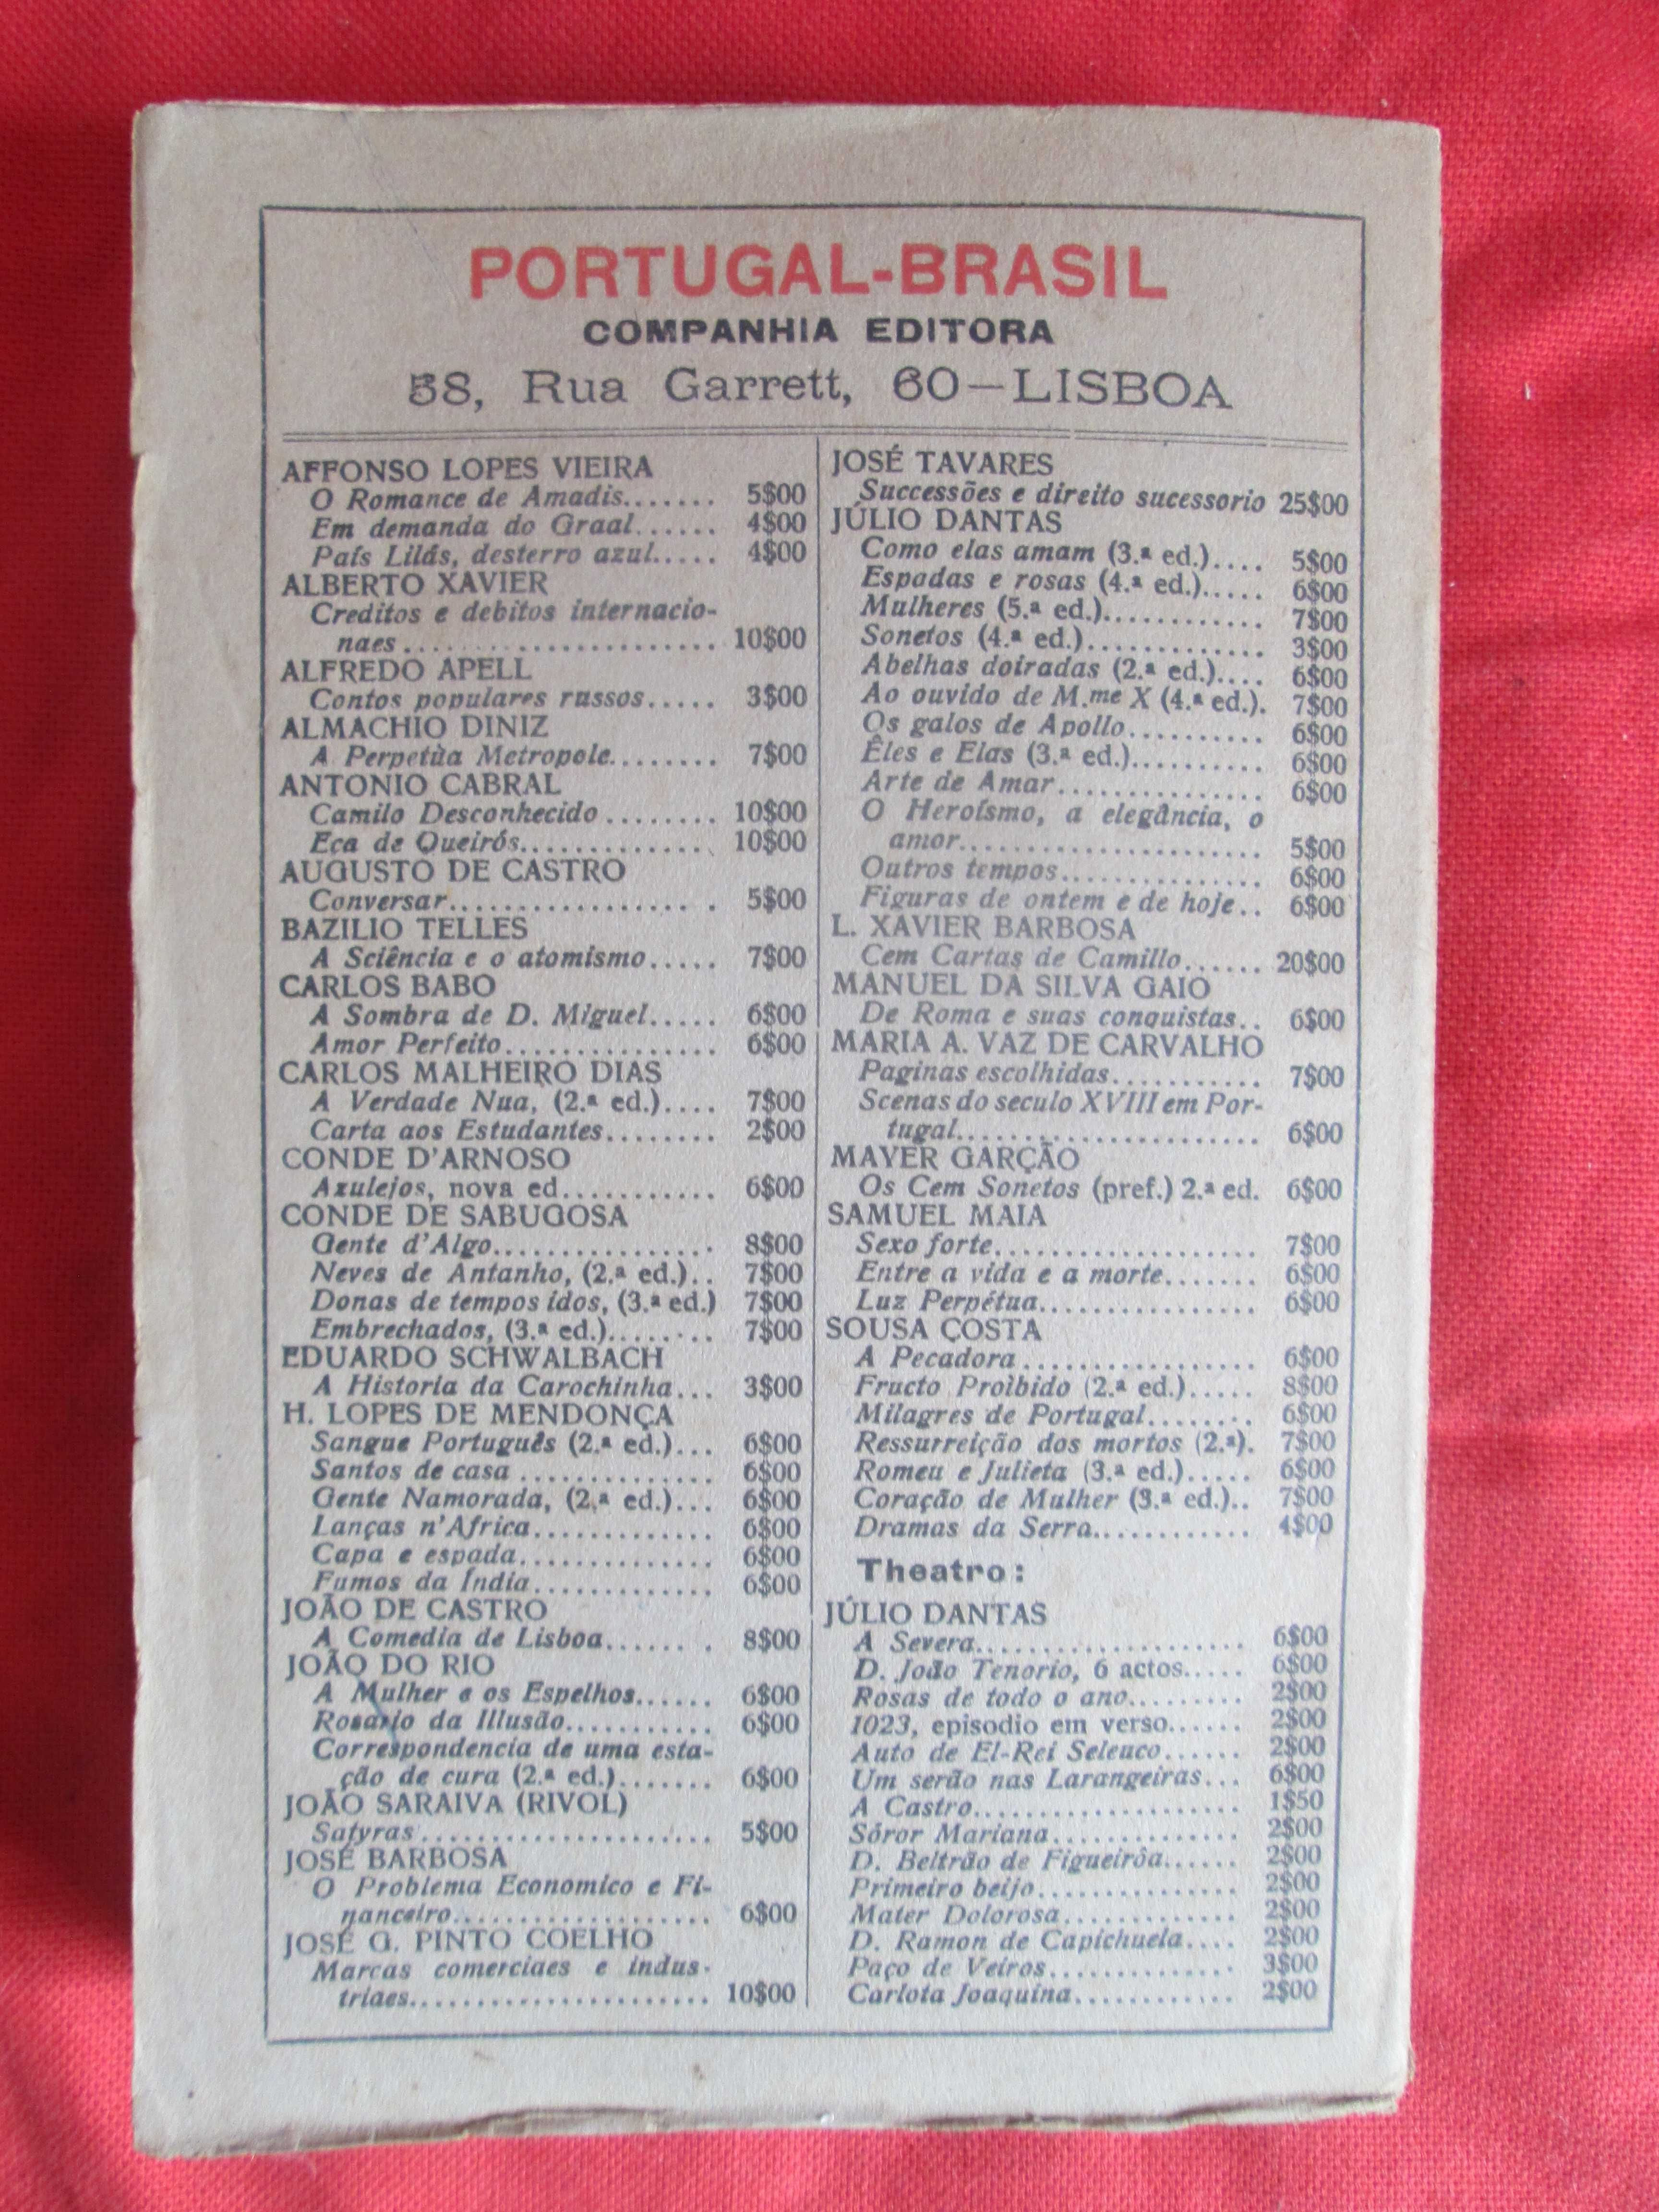 PORTUGAL-BRASIL
COMPANHIA EDITORA
58, Rua Garrett, 60—LISBOA
AFFONSO LOPES VIEIRA
O Romance de Amadis....... 5$00
Em demanda do Graal...... 4$00
País Lilás, desterro azul..... 4$00
ALBERTO XAVIER
Creditos e debitos internacio-
naes...................... 10$00
ALFREDO APELL
Contos populares russos..... 3$00
ALMACHIO DINIZ
A Perpetùa Metropole........ 7$00
ANTONIO CABRAL
Camilo Desconhecido........ 10$00
Eça de Queirós.............. 10$00
AUGUSTO DE CASTRO
Conversar.................. . 5$00
BAZILIO TELLES
A Sciência e o atomismo..... 7$00
CARLOS BABO
A Sombra de D. Miguel..... 6$00
Amor Perfeito............... 6$00
CARLOS MALHEIRO DIAS
A Verdade Nua, (2.ª ed.).... 7$00
Carta aos Estudantes........ 2$00
CONDE D'ARNOSO
Azulejos, nova ed........... 6$00
CONDE DE SABUGOSA
Gente d'Algo................ 8$00
Neves de Antanho, (2.ª ed.).. 7$00
Donas de tempos idos, (3.ª ed.) 7$00
Embrechados, (3.ª ed.)........ 7$00
EDUARDO SCHWALBACH
A Historia da Carochinha... 3$00
H. LOPES DE MENDONÇA
Sangue Português (2.ª ed.)... 6$00
Santos de casa.............. 6$00
Gente Namorada, (2.ª ed.)... 6$00
Lanças n'Africa............. 6$00
Capa e espada.............. 6$00
Fumos da Índia............. 6$00
JOÃO DE CASTRO
A Comedia de Lisboa...... . 8$00
JOÃO DO RIO
A Mulher e os Espelhos...... 6$00
Rosario da Illusão........... 6$00
Correspondencia de uma esta-
ção de cura (2.ª ed.)....... 6$00
JOÃO SARAIVA (RIVOL)
Satyras..................... 5$00
JOSÉ BARBOSA
O Problema Economico e Fi-
nanceiro................... 6$00
JOSÉ G. PINTO COELHO
Marcas comerciaes e indus-
triaes...................... 10$00
JOSÉ TAVARES
Successões e direito sucessorio 25$00
JÚLIO DANTAS
Como elas amam (3.ª ed.).... 5$00
Espadas e rosas (4.ª ed.)..... 6$00
Mulheres (5.ª ed.)............ 7$00
Sonetos (4.ª ed.)............. 3$00
Abelhas doiradas (2.ª ed.).... 6$00
Ao ouvido de M.me X (4.ª ed.). 7$00
Os galos de Apollo.......... 6$00
Êles e Elas (3.ª ed.).......... 6$00
Arte de Amar............... 6$00
O Heroísmo, a elegância, o
amor...................... 5$00
Outros tempos............... 6$00
Figuras de ontem e de hoje.. 6$00
L. XAVIER BARBOSA
Cem Cartas de Camillo...... 20$00
MANUEL DA SILVA GAIO
De Roma e suas conquistas.. 6$00
MARIA A. VAZ DE CARVALHO
Paginas escolhidas........... 7$00
Scenas do seculo XVIII em Por-
tugal...................... 6$00
MAYER GARÇÃO
Os Cem Sonetos (pref.) 2.ª ed. 6$00
SAMUEL MAIA
Sexo forte................... 7$00
Entre a vida e a morte....... 6$00
Luz Perpétua................ 6$00
SOUSA COSTA
A Pecadora................. 6$00
Fructo Proìbido (2.ª ed.)..... 8$00
Milagres de Portugal........ 6$00
Ressurreição dos mortos (2.ª). 7$00
Romeu e Julieta (3.ª ed.)..... 6$00
Coração de Mulher (3.ª ed.).. 7$00
Dramas da Serra............ 4$00
Theatro:
JÚLIO DANTAS
A Severa.................... 6$00
D. João Tenorio, 6 actos..... 6$00
Rosas de todo o ano......... 2$00
1023, episodio em verso...... 2$00
Auto de El-Rei Seleuco...... 2$00
Um serão nas Larangeiras... 6$00
A Castro.................... 1$50
Sóror Mariana.............. 2$00
D. Beltrão de Figueirôa...... 2$00
Primeiro beijo............... 2$00
Mater Dolorosa............. 2$00
D. Ramon de Capichuela.... 2$00
Paço de Veiros.............. 3$00
Carlota Joaquina............ 2$00